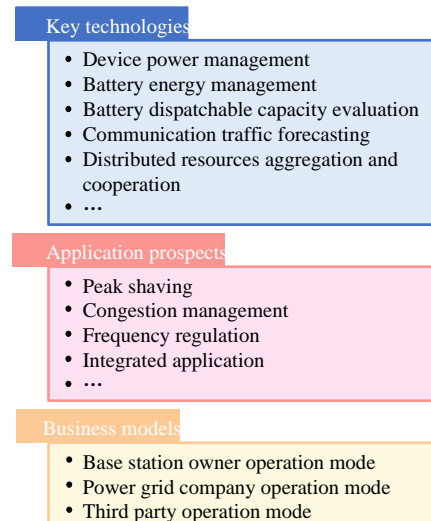 Key technologies
• Device power management
• Battery energy management
• Battery dispatchable capacity evaluation
• Communication traffic forecasting
• Distributed resources aggregation and
cooperation
• ...
Application prospects
• Peak shaving
• Congestion management
• Frequency regulation
• Integrated application
• ...
Business models
• Base station owner operation mode
• Power grid company operation mode
• Third party operation mode